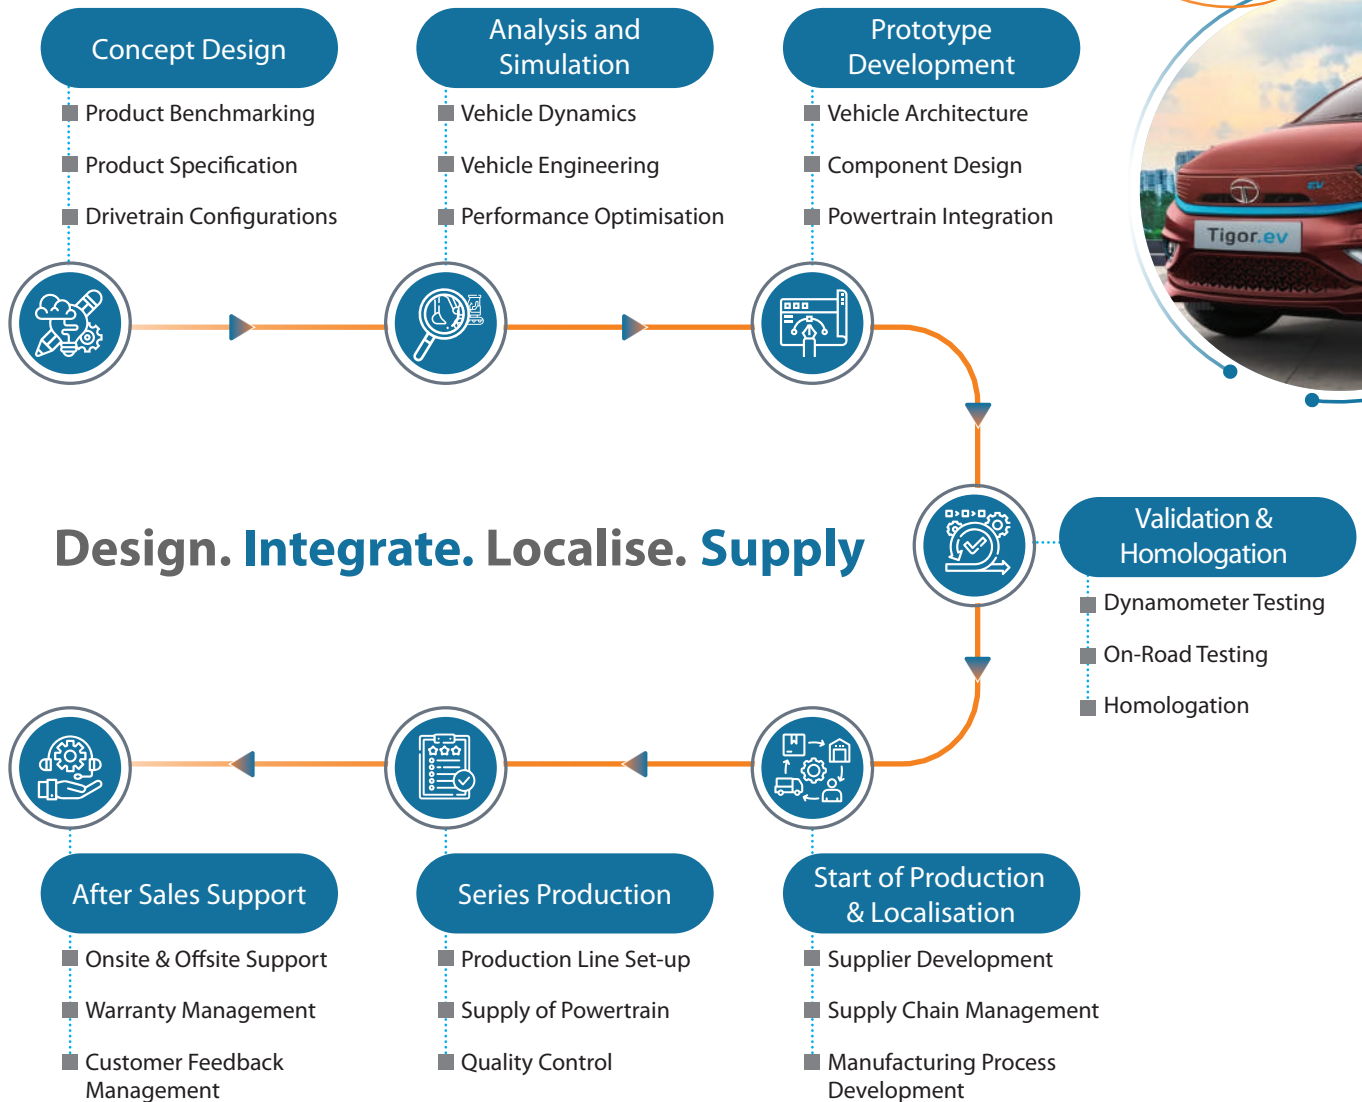 Concept Design
Product Benchmarking
Product Specification
Drivetrain Configurations
Analysis and
Simulation
Vehicle Dynamics
Vehicle Engineering
Performance Optimisation
Prototype
Development
Vehicle Architecture
Component Design
Powertrain Integration
EV
Tigor.ev
Design. Integrate. Localise. Supply
Validation &
Homologation
Dynamometer Testing
On-Road Testing
Homologation
After Sales Support
Onsite & Offsite Support
Warranty Management
Customer Feedback
Management
Series Production
Production Line Set-up
Supply of Powertrain
Quality Control
Start of Production
& Localisation
Supplier Development
Supply Chain Management
Manufacturing Process
Development